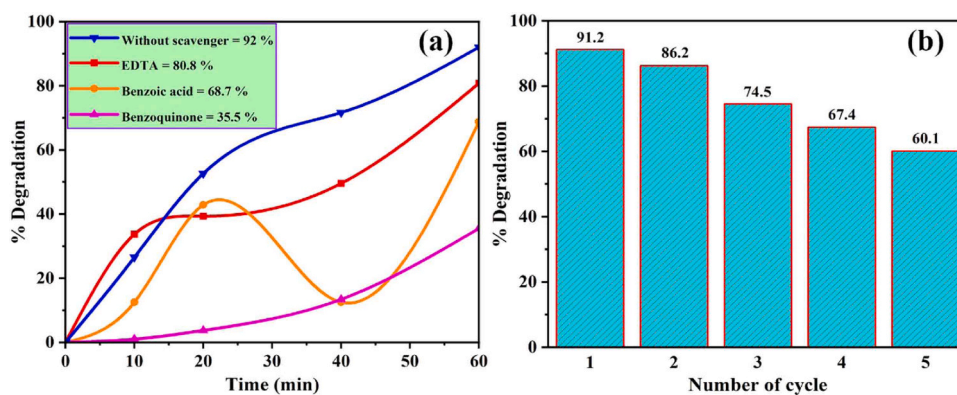 100
80
60
40
20
0
% Degradation
Without scavenger = 92 %
EDTA = 80.8 %
Benzoic acid = 68.7 %
Benzoquinone = 35.5 %
(a)
0 10 20 30 40 50 60
Time (min)
100
80
60
40
20
0
% Degradation
(b)
91.2
86.2
74.5
67.4
60.1
1 2 3 4 5
Number of cycle